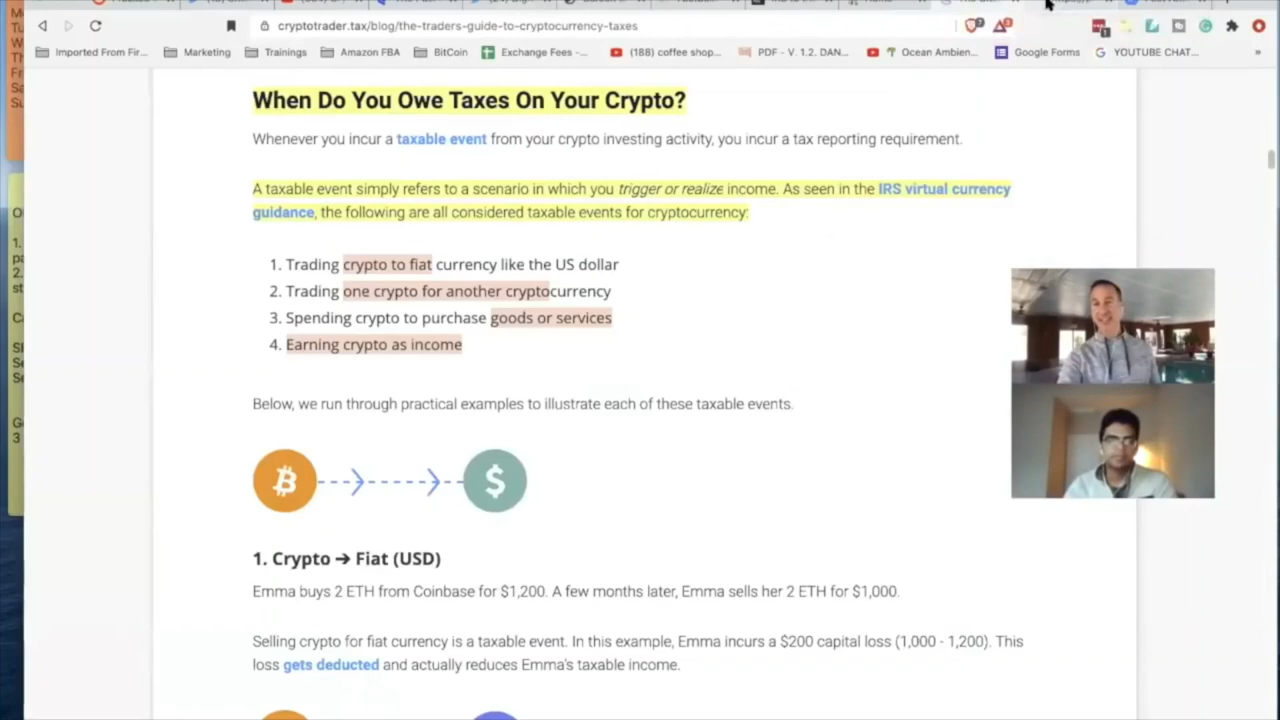 cryptotrader.tax/blog/the-traders-guide-to-cryptocurrency-taxes
Imported From Fir... Marketing Trainings Amazon FBA BitCoin Exchange Fees -... (188) coffee shop... PDF - V. 1.2. DAN... Ocean Ambien... Google Forms YOUTUBE CHAT...
When Do You Owe Taxes On Your Crypto?
Whenever you incur a taxable event from your crypto investing activity, you incur a tax reporting requirement.
A taxable event simply refers to a scenario in which you trigger or realize income. As seen in the IRS virtual currency
guidance, the following are all considered taxable events for cryptocurrency:
1. Trading crypto to fiat currency like the US dollar
2. Trading one crypto for another cryptocurrency
3. Spending crypto to purchase goods or services
4. Earning crypto as income
Below, we run through practical examples to illustrate each of these taxable events.
1. Crypto → Fiat (USD)
Emma buys 2 ETH from Coinbase for $1,200. A few months later, Emma sells her 2 ETH for $1,000.
Selling crypto for fiat currency is a taxable event. In this example, Emma incurs a $200 capital loss (1,000 - 1,200). This
loss gets deducted and actually reduces Emma's taxable income.